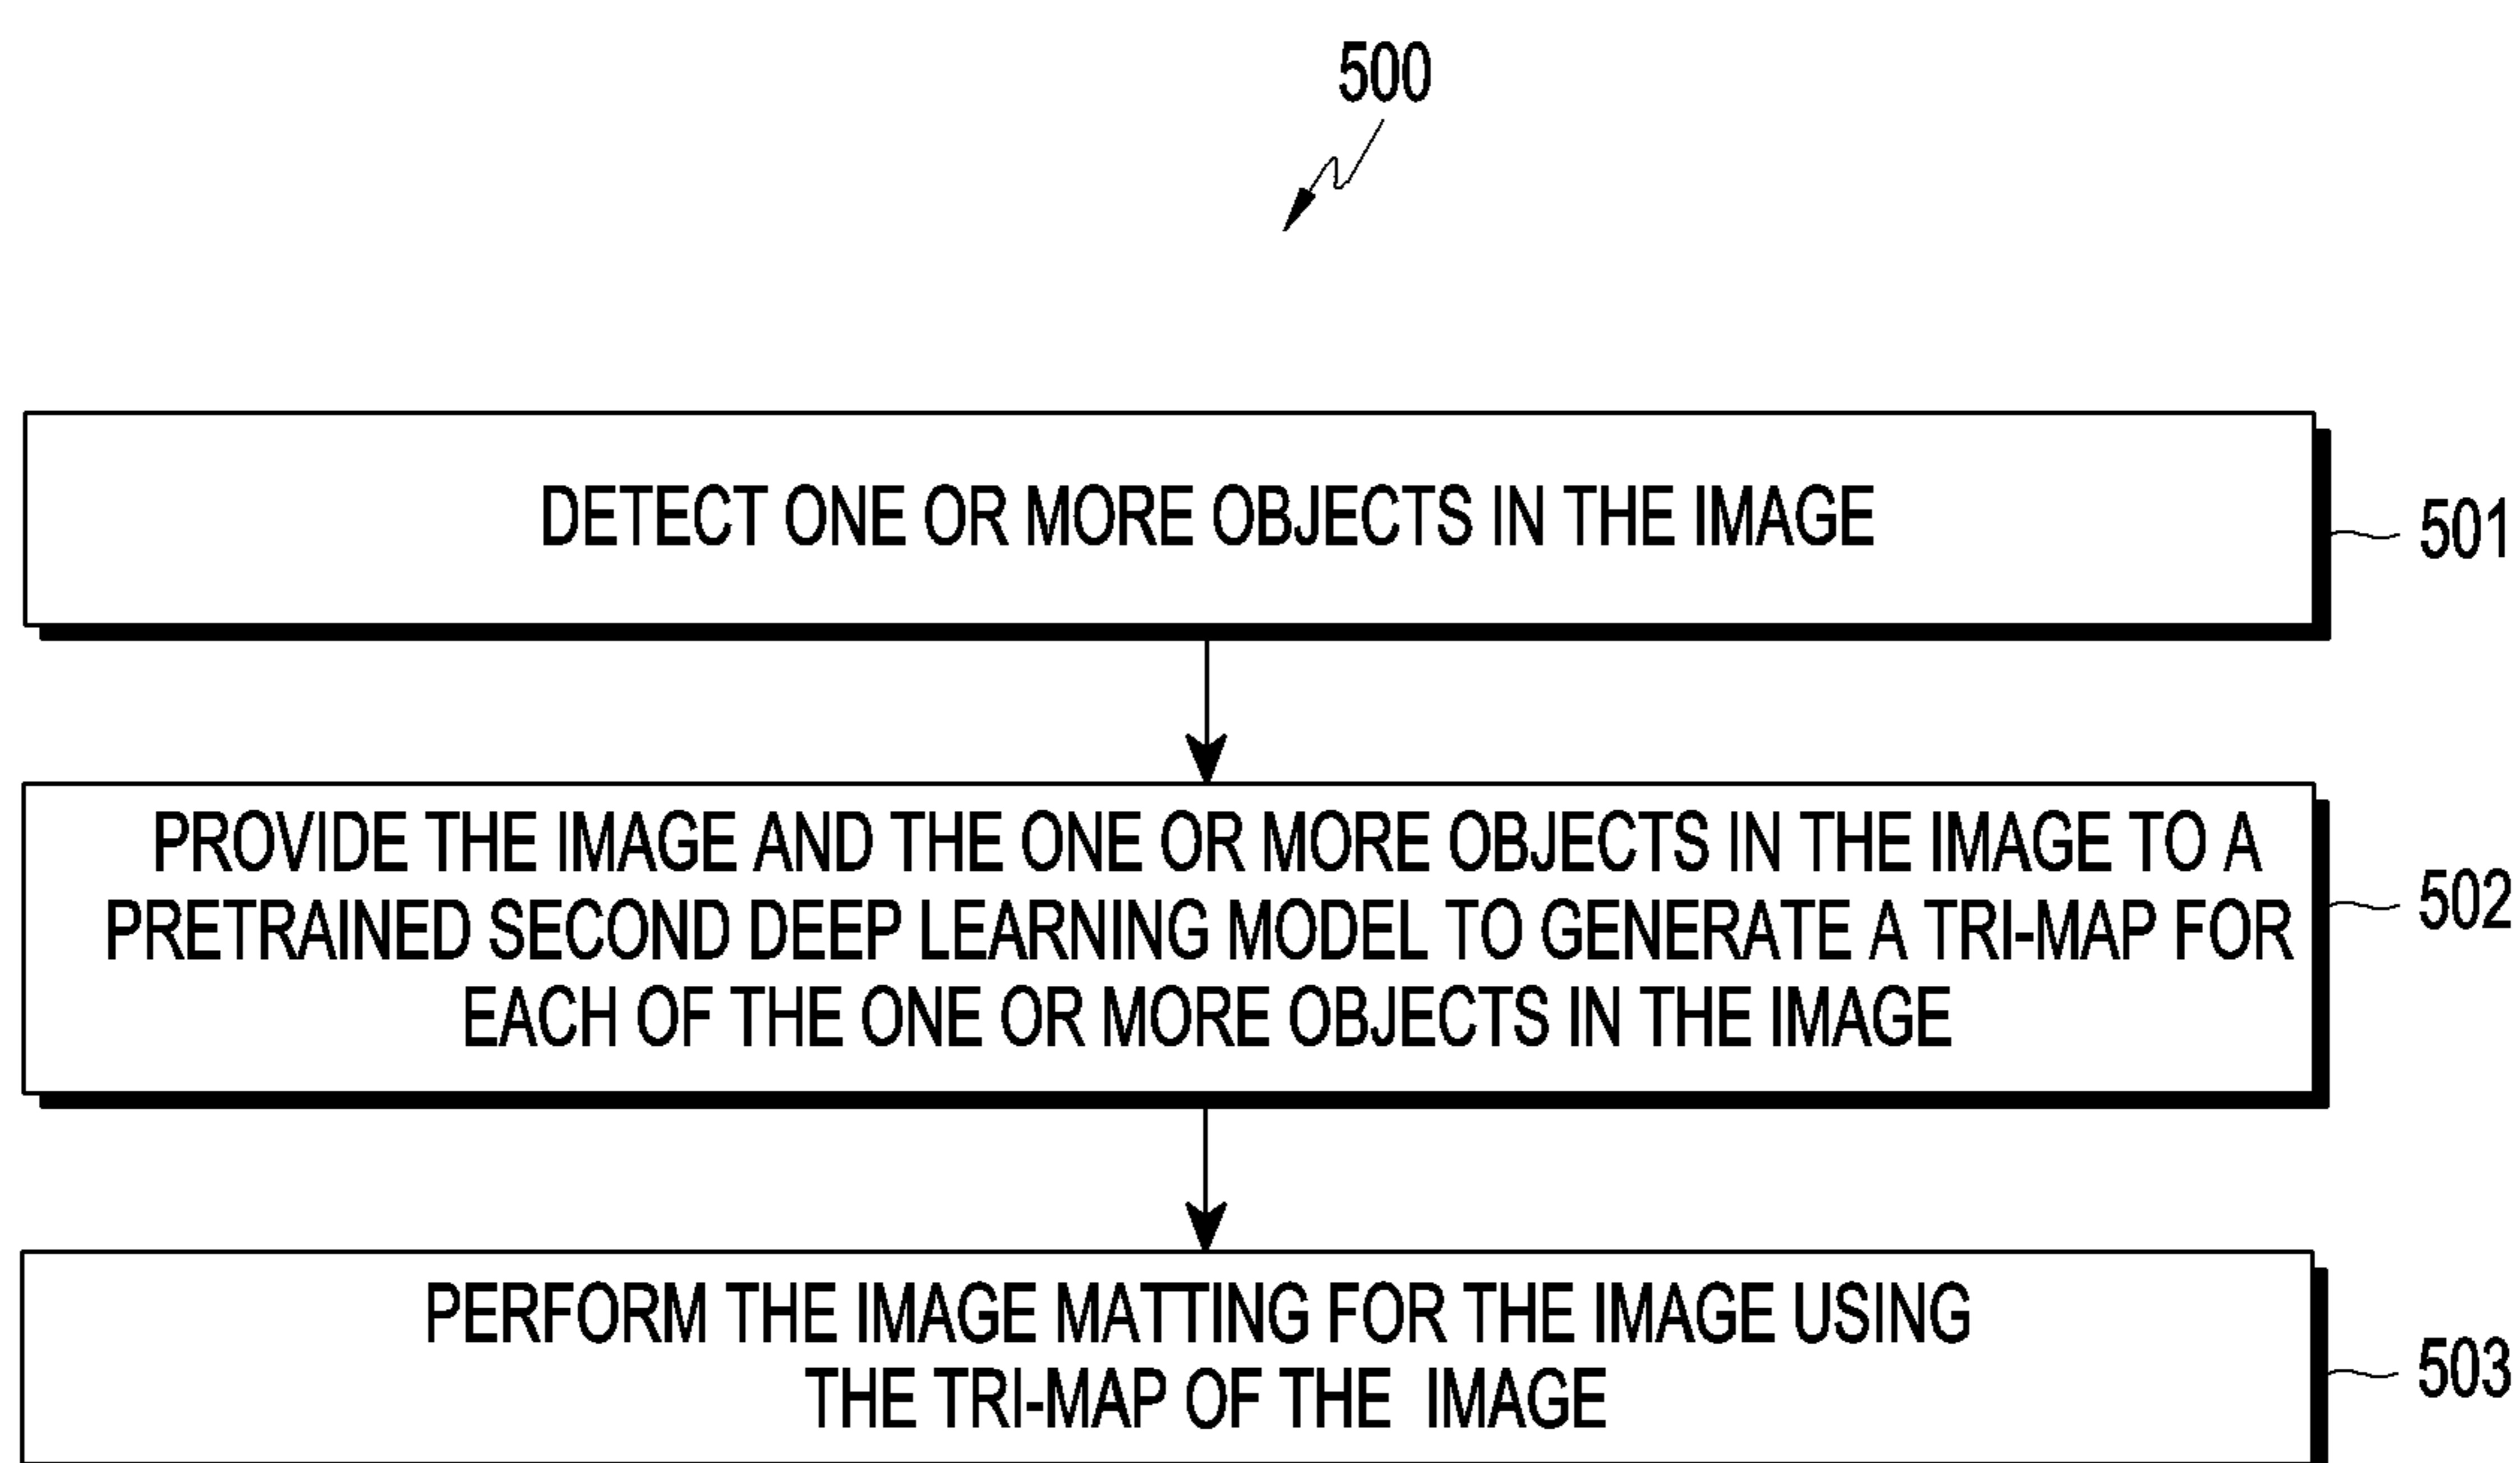 500
DETECT ONE OR MORE OBJECTS IN THE IMAGE
501
PROVIDE THE IMAGE AND THE ONE OR MORE OBJECTS IN THE IMAGE TO A
PRETRAINED SECOND DEEP LEARNING MODEL TO GENERATE A TRI-MAP FOR
EACH OF THE ONE OR MORE OBJECTS IN THE IMAGE
502
PERFORM THE IMAGE MATTING FOR THE IMAGE USING
THE TRI-MAP OF THE IMAGE
503